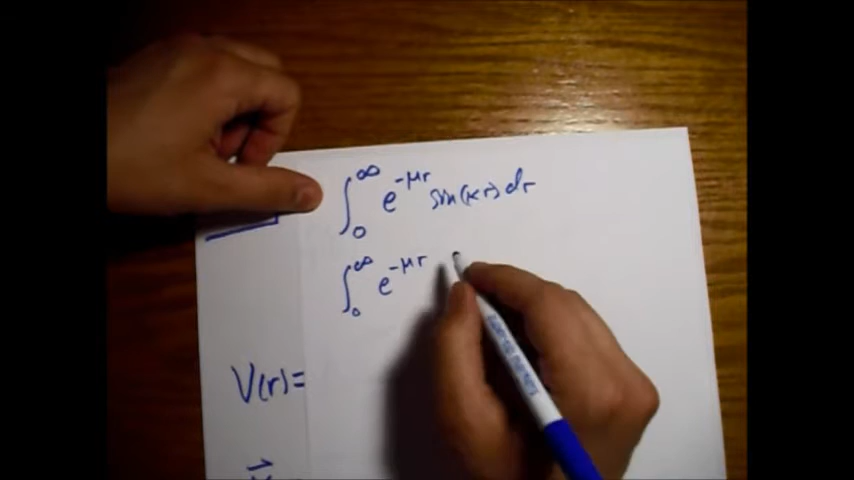 ∫₀^∞ e^{-μr} sin(κr) dr
∫₀^∞ e^{-μr}
V(r)=